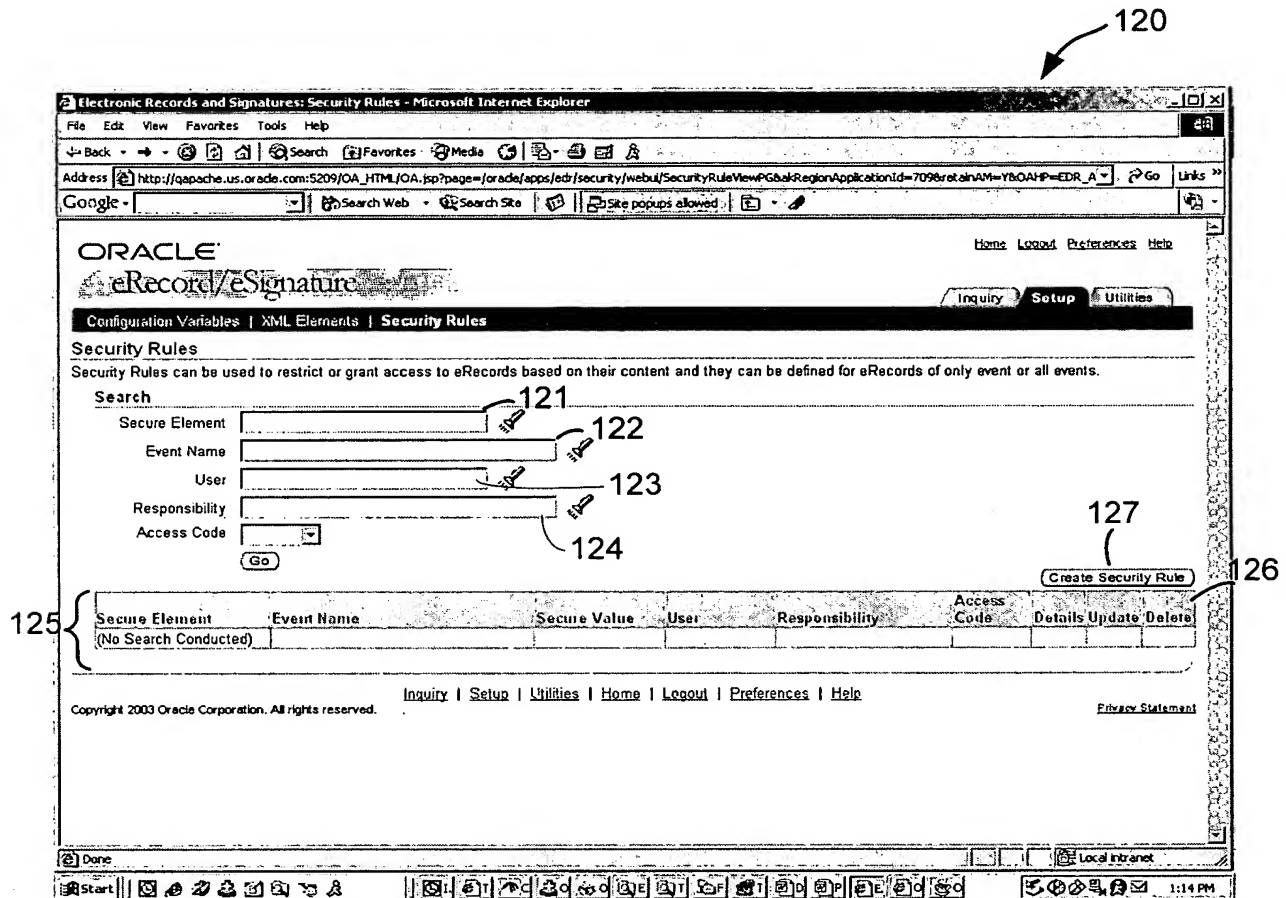 120
Electronic Records and Signatures: Security Rules - Microsoft Internet Explorer
File Edit View Favorites Tools Help
Back Search Favorites Media
Address http://qapache.us.oracle.com:5209/OA_HTML/OA.jsp?page=/oracle/apps/edr/security/webui/SecurityRuleViewPG&akRegionApplicationId=709&retainAM=Y&OAHP=EDR_A Go Links »
Google Search Web Search Site Site popups allowed
ORACLE
Home Logout Preferences Help
eRecord/eSignature
Inquiry Setup Utilities
Configuration Variables | XML Elements | Security Rules
Security Rules
Security Rules can be used to restrict or grant access to eRecords based on their content and they can be defined for eRecords of only event or all events.
Search
121
Secure Element
122
Event Name
User
123
Responsibility
Access Code
124
Go
127
Create Security Rule
126
125
Secure Element Event Name Secure Value User Responsibility Access Code Details Update Delete
(No Search Conducted)
Inquiry | Setup | Utilities | Home | Logout | Preferences | Help
Copyright 2003 Oracle Corporation. All rights reserved.
Privacy Statement
Done
Local intranet
Start
1:14 PM